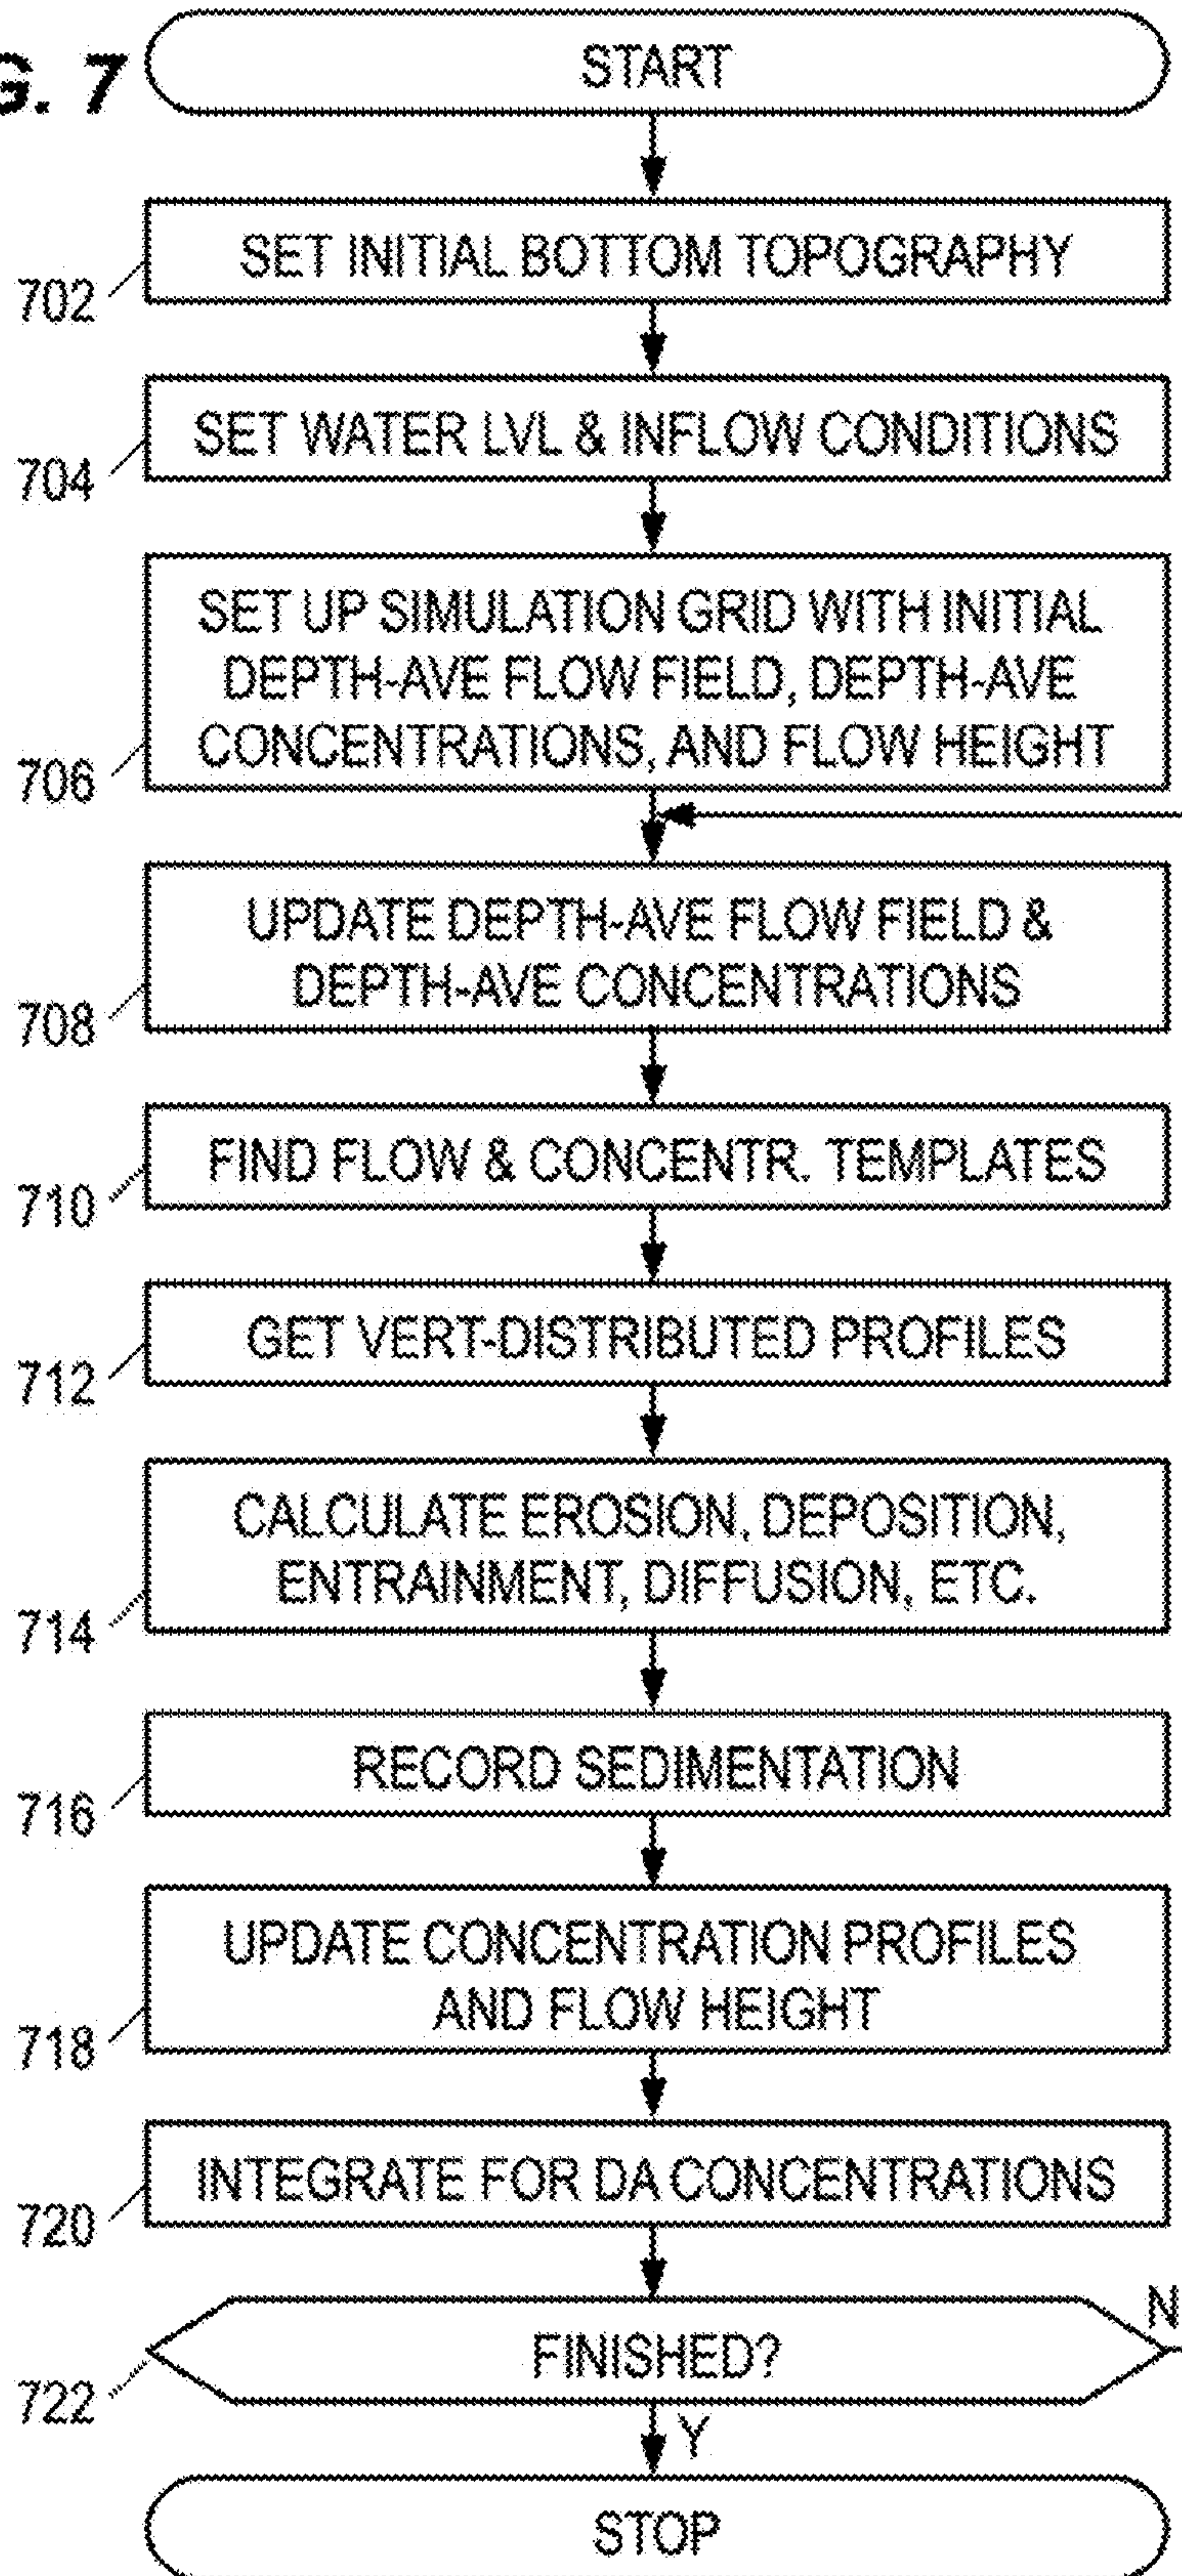 G. 7
START
SET INITIAL BOTTOM TOPOGRAPHY
702
SET WATER LVL & INFLOW CONDITIONS
704
SET UP SIMULATION GRID WITH INITIAL
DEPTH-AVE FLOW FIELD, DEPTH-AVE
CONCENTRATIONS, AND FLOW HEIGHT
706
UPDATE DEPTH-AVE FLOW FIELD &
DEPTH-AVE CONCENTRATIONS
708
FIND FLOW & CONCENTR. TEMPLATES
710
GET VERT-DISTRIBUTED PROFILES
712
CALCULATE EROSION, DEPOSITION,
ENTRAINMENT, DIFFUSION, ETC.
714
RECORD SEDIMENTATION
716
UPDATE CONCENTRATION PROFILES
AND FLOW HEIGHT
718
INTEGRATE FOR DA CONCENTRATIONS
720
N
FINISHED?
722
Y
STOP